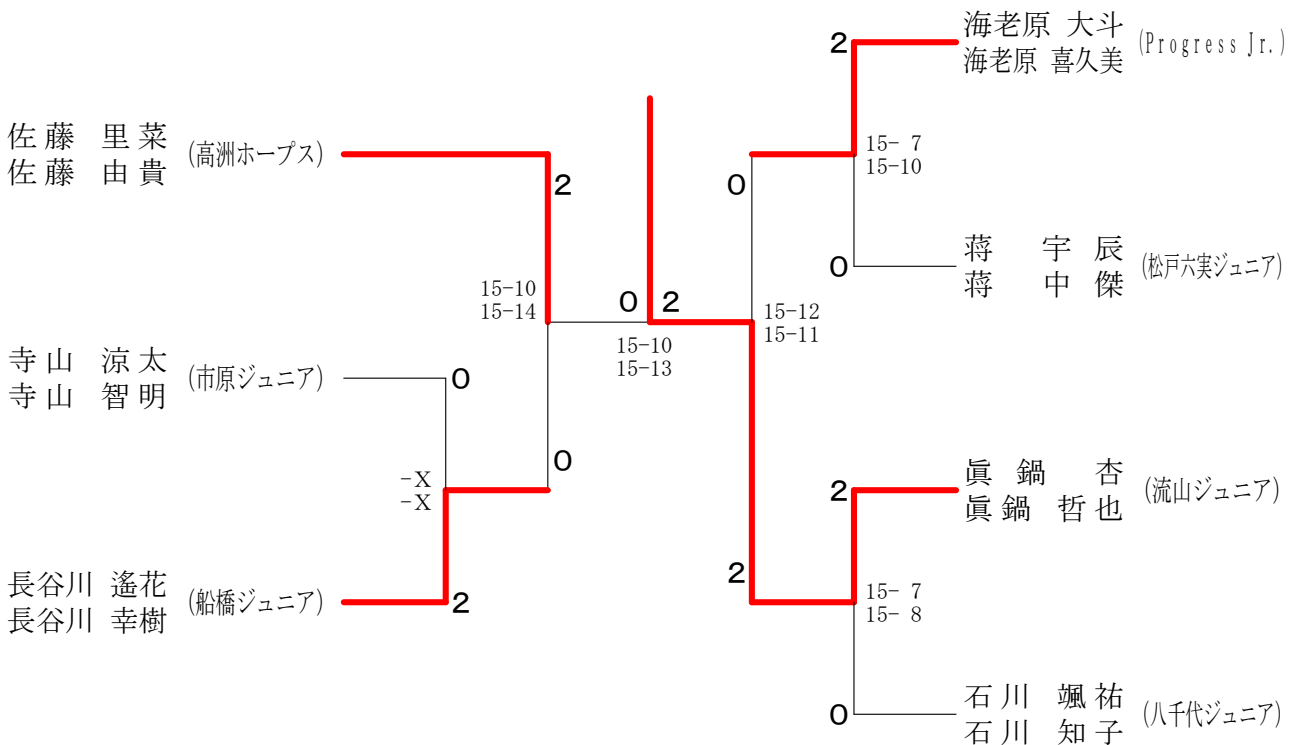 佐藤 里菜
佐藤 由貴
(高洲ホープス)
2
15-10
15-14
寺山 涼太
寺山 智明
(市原ジュニア)
0
-X
-X
0
長谷川 遙花
長谷川 幸樹
(船橋ジュニア)
2
0 2
15-10
15-13
海老原 大斗
海老原 喜久美
(Progress Jr.)
2
15- 7
15-10
0
蒋 宇辰
蒋 中傑
(松戸六実ジュニア)
0
15-12
15-11
眞鍋 杏
眞鍋 哲也
(流山ジュニア)
2
2
15- 7
15- 8
石川 颯祐
石川 知子
(八千代ジュニア)
0